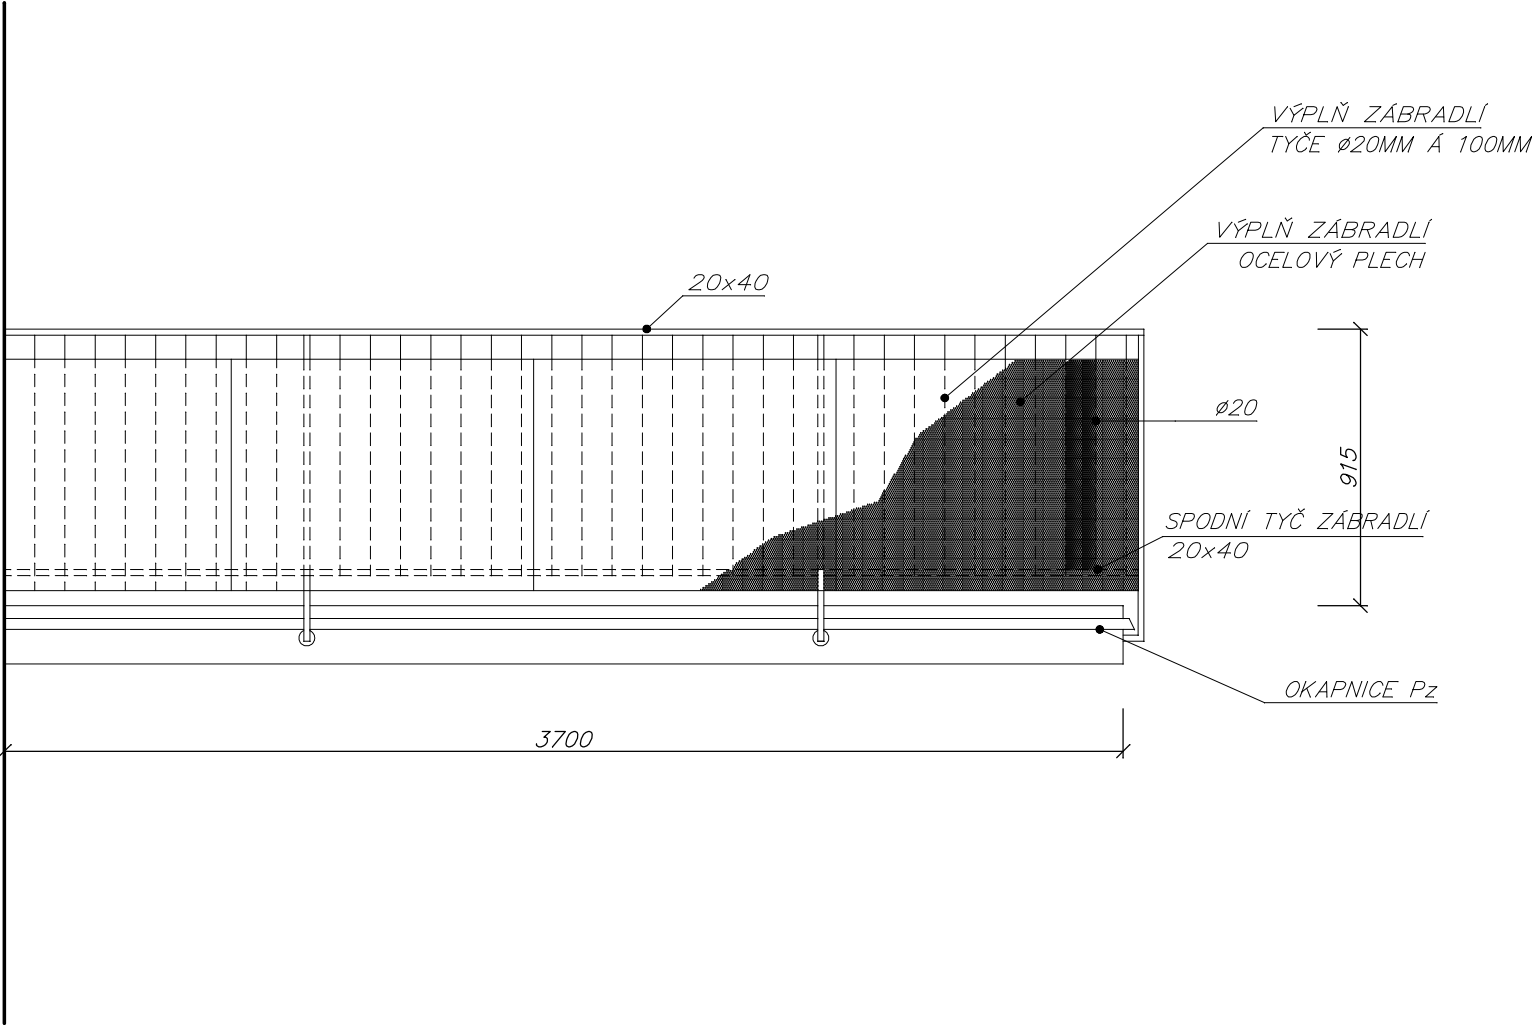 VÝPLŇ ZÁBRADLÍ
TYČE ø20MM Á 100MM
VÝPLŇ ZÁBRADLÍ
OCELOVÝ PLECH
20x40
ø20
915
SPODNÍ TYČ ZÁBRADLÍ
20x40
OKAPNICE Pz
3700